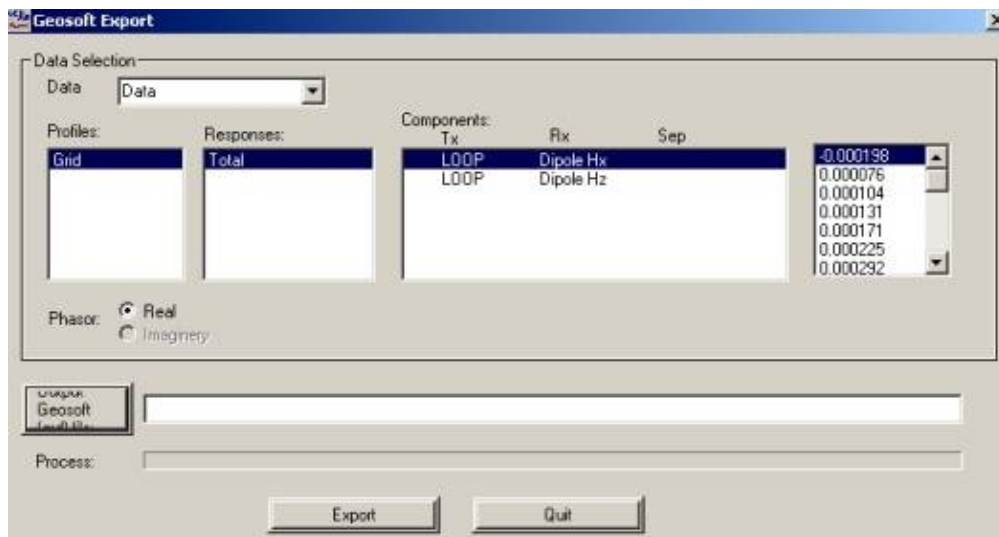 Geosoft Export
Data Selection
Data Data
Profiles: Responses: Components:
Tx Rx Sep
Grid Total LOOP Dipole Hx -0.000198
LOOP Dipole Hz 0.000076
0.000104
0.000131
0.000171
0.000225
0.000292
Phasor: Real
Imaginery
Output
Geosoft
Process:
Export Quit